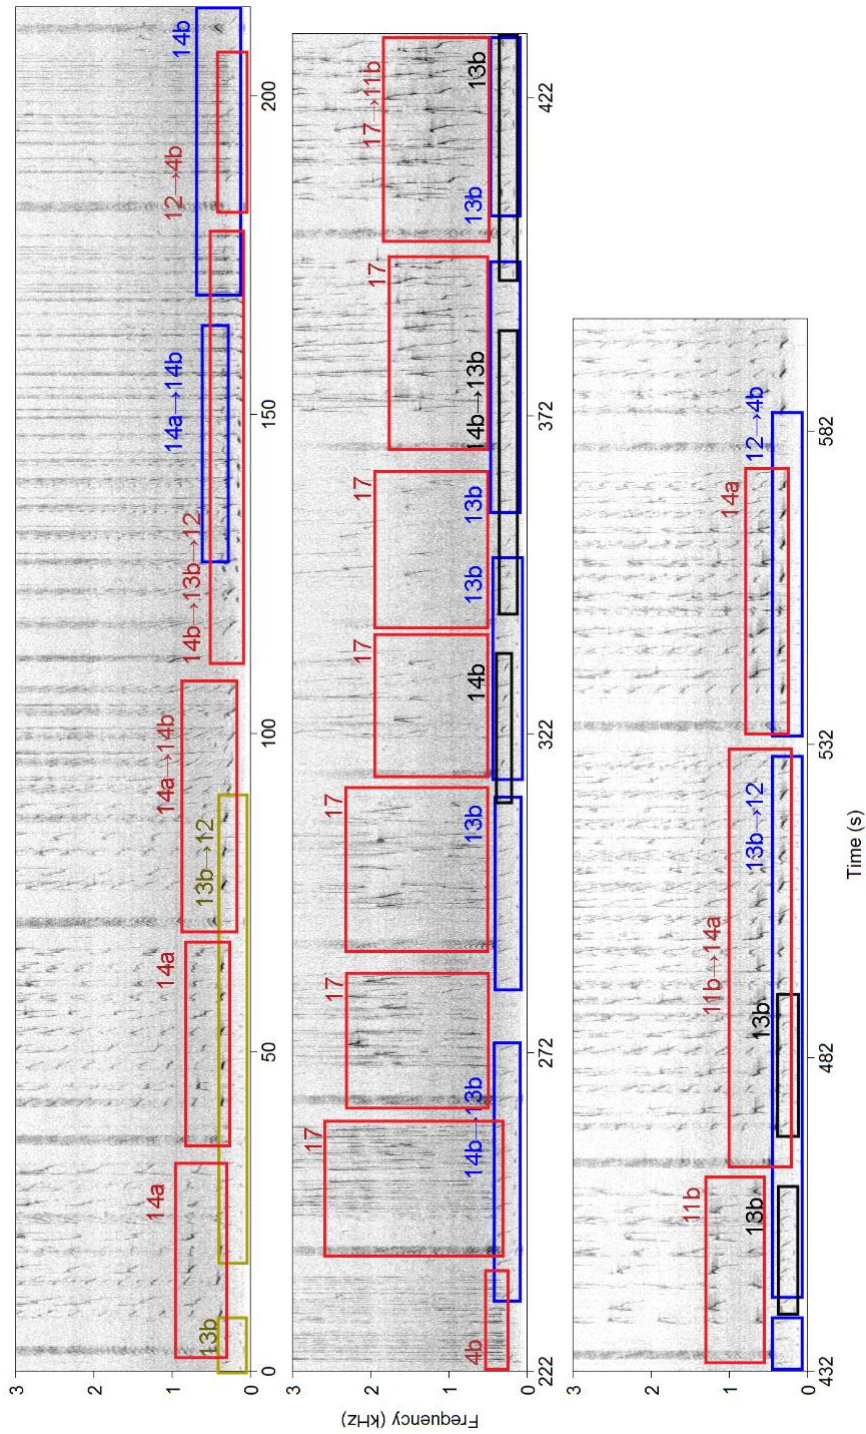 3
2
1
0
0
50
100
150
200
13b
14a
14a
13b→12
14a→14b
14b→13b→12
14a→14b
12→4b
14b
Frequency (kHz)
3
2
1
0
222
272
322
372
422
4b
17
14b→13b
17
17
13b
17
14b
17
13b
13b
17
14b→13b
17→11b
13b
13b
3
2
1
0
432
482
532
582
11b
13b
11b→14a
13b
13b→12
14a
12→4b
Time (s)